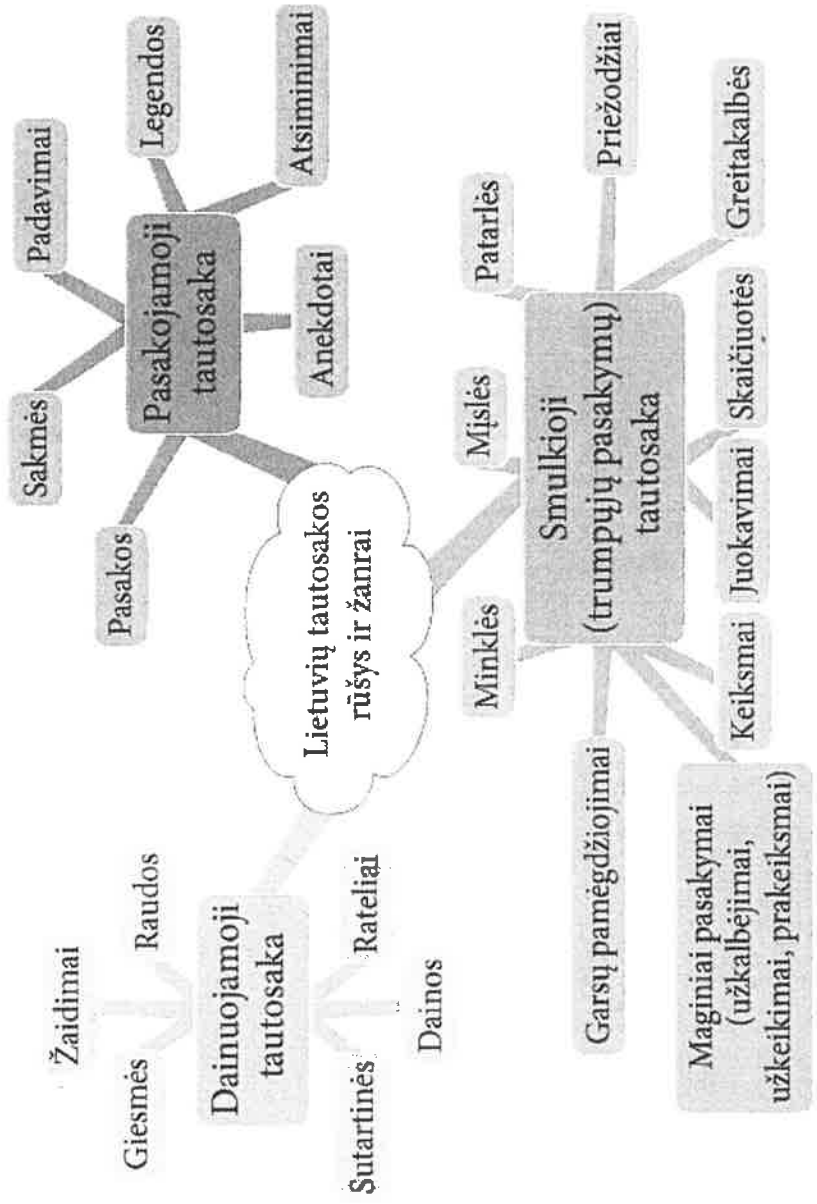 Lietuvių tautosakos
rūšys ir žanrai
Dainuojamoji
tautosaka
Giesmės
Žaidimai
Raudos
Sutartinės
Dainos
Rateliai
Pasakojamoji
tautosaka
Pasakos
Sakmės
Padavimai
Legendos
Atsiminimai
Anekdotai
Smulkioji
(trumpųjų pasakymų)
tautosaka
Minklės
Mįslės
Patarlės
Priežodžiai
Greitakalbės
Skaičiuotės
Juokavimai
Keiksmai
Garsų pamėgdžiojimai
Maginiai pasakymai
(užkalbėjimai,
užkeikimai, prakeiksmai)